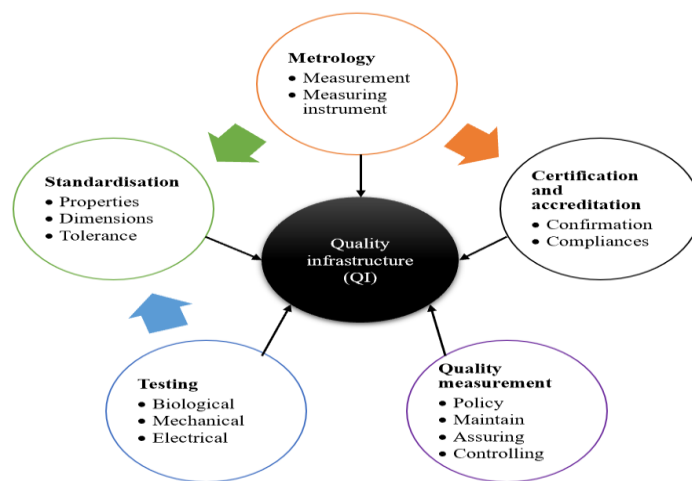 Metrology
• Measurement
• Measuring
instrument
Standardisation
• Properties
• Dimensions
• Tolerance
Certification
and
accreditation
• Confirmation
• Compliances
Quality
infrastructure
(QI)
Testing
• Biological
• Mechanical
• Electrical
Quality
measurement
• Policy
• Maintain
• Assuring
• Controlling